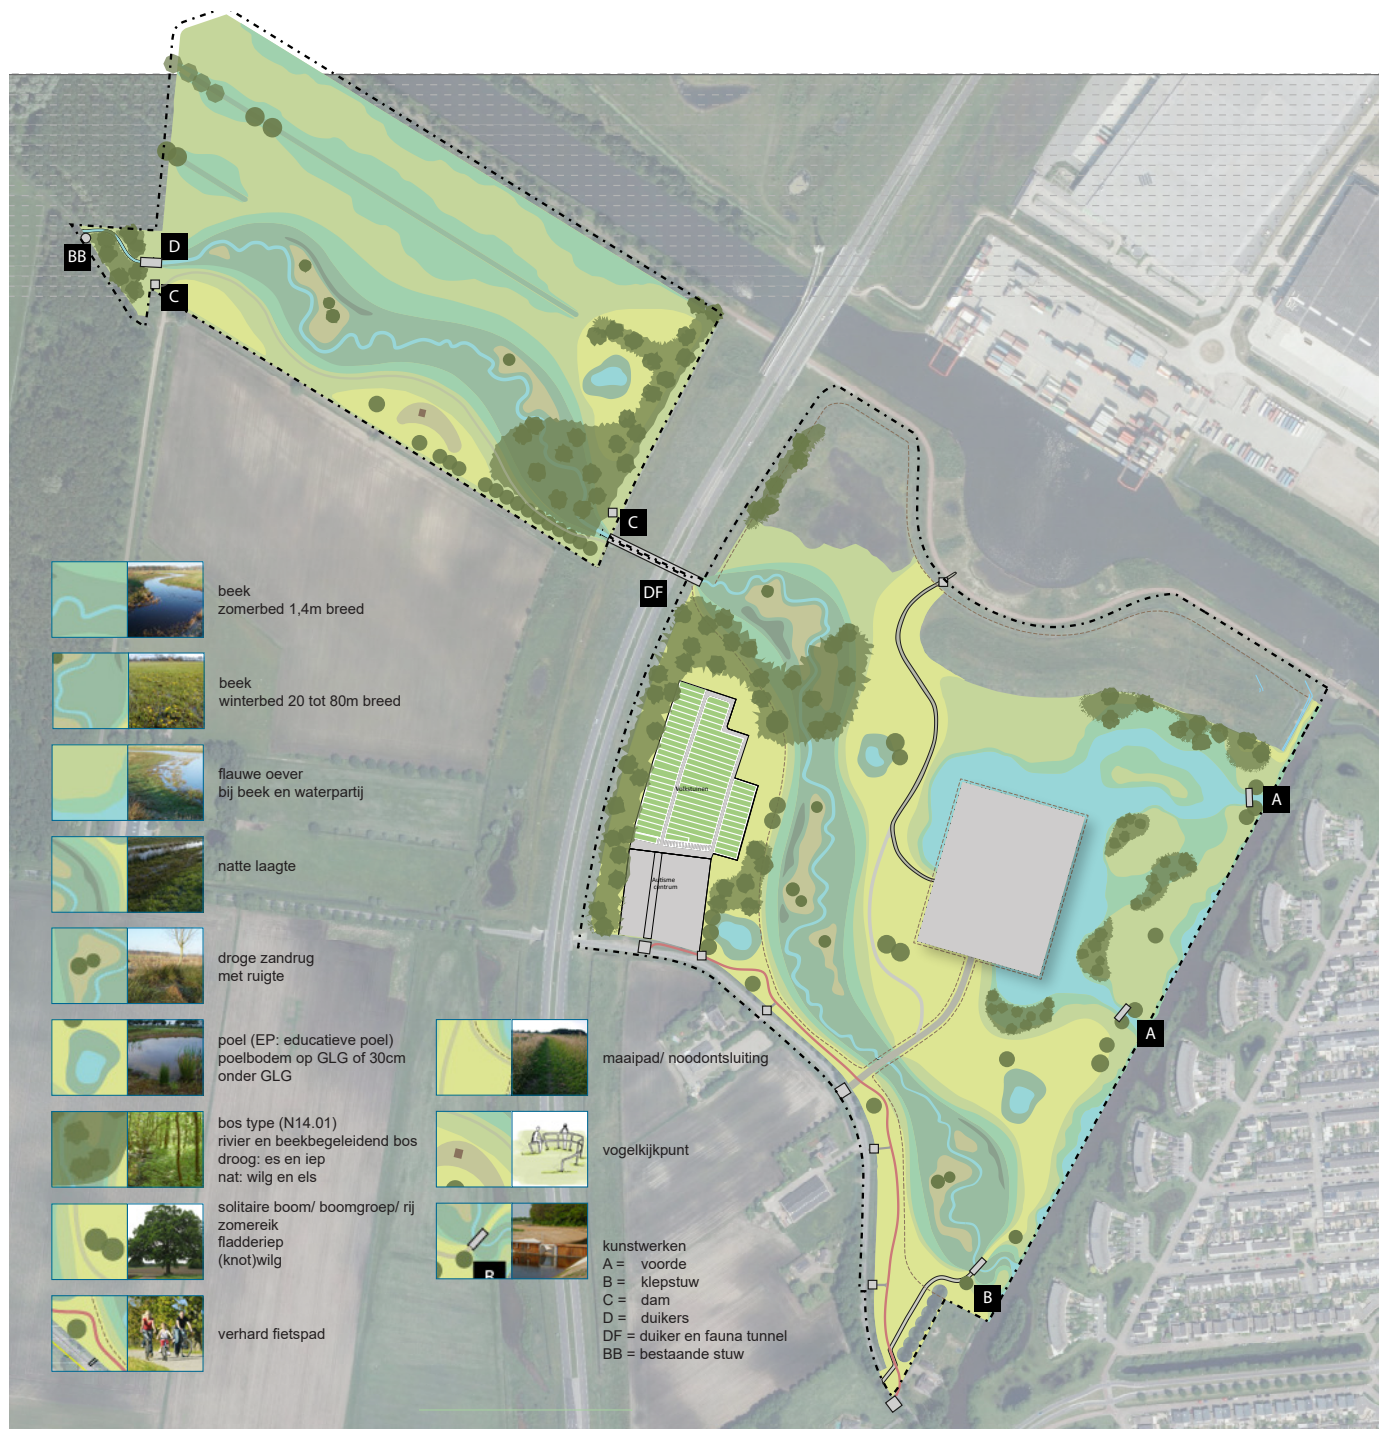 D
BB
C
C
DF
Volkstuinen
Autisme
centrum
A
A
B
beek
zomerbed 1,4m breed
beek
winterbed 20 tot 80m breed
flauwe oever
bij beek en waterpartij
natte laagte
droge zandrug
met ruigte
poel (EP: educatieve poel)
poelbodem op GLG of 30cm
onder GLG
bos type (N14.01)
rivier en beekbegeleidend bos
droog: es en iep
nat: wilg en els
solitaire boom/ boomgroep/ rij
zomereik
fladderiep
(knot)wilg
verhard fietspad
maaipad/ noodontsluiting
vogelkijkpunt
B
kunstwerken
A = voorde
B = klepstuw
C = dam
D = duikers
DF = duiker en fauna tunnel
BB = bestaande stuw